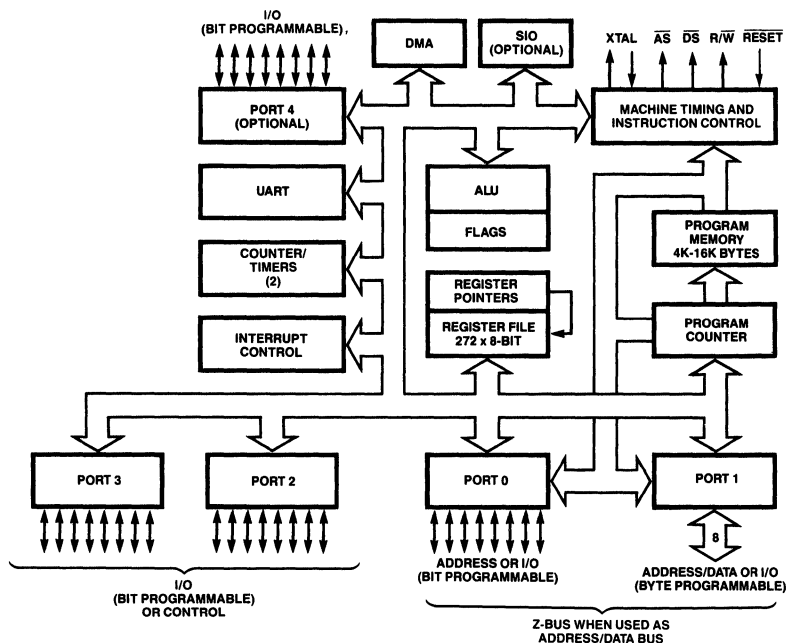 I/O
(BIT PROGRAMMABLE),
DMA
SIO
(OPTIONAL)
XTAL
A̅S̅
D̅S̅
R/W̅
R̅E̅S̅E̅T̅
PORT 4
(OPTIONAL)
MACHINE TIMING AND
INSTRUCTION CONTROL
UART
ALU
FLAGS
PROGRAM
MEMORY
4K-16K BYTES
COUNTER/
TIMERS
(2)
REGISTER
POINTERS
REGISTER FILE
272 x 8-BIT
PROGRAM
COUNTER
INTERRUPT
CONTROL
PORT 3
PORT 2
PORT 0
PORT 1
8
I/O
(BIT PROGRAMMABLE)
OR CONTROL
ADDRESS OR I/O
(BIT PROGRAMMABLE)
ADDRESS/DATA OR I/O
(BYTE PROGRAMMABLE)
Z-BUS WHEN USED AS
ADDRESS/DATA BUS